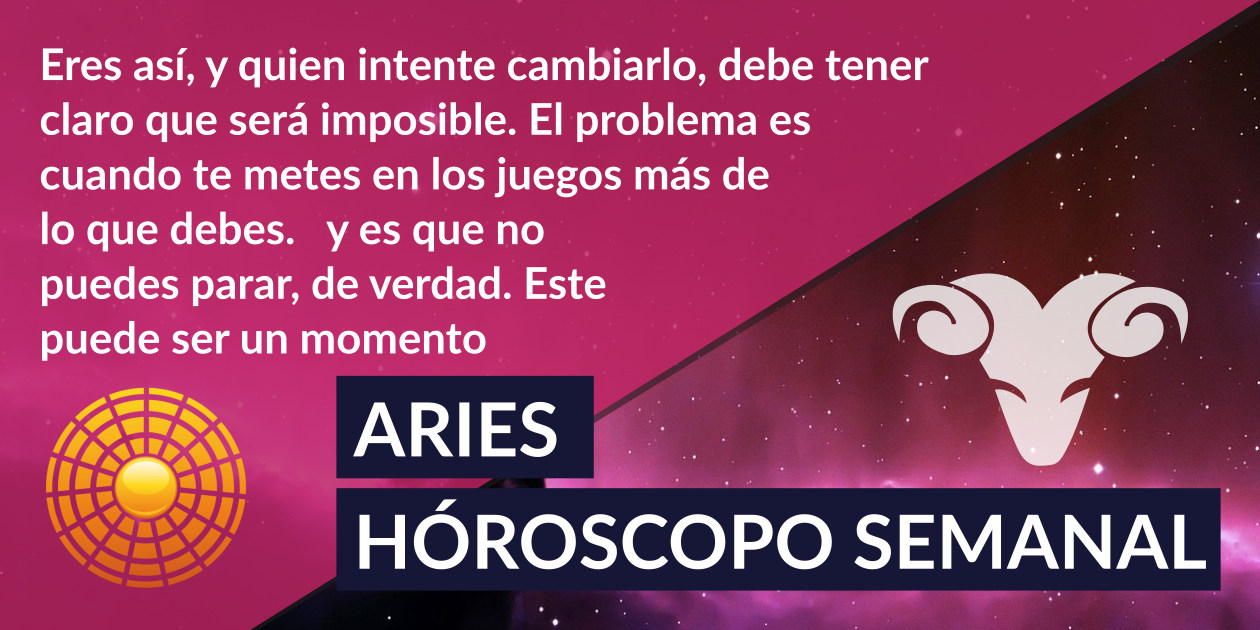 Eres así, y quien intente cambiarlo, debe tener
claro que será imposible. El problema es
cuando te metes en los juegos más de
lo que debes.   y es que no
puedes parar, de verdad. Este
puede ser un momento
ARIES
HÓROSCOPO SEMANAL